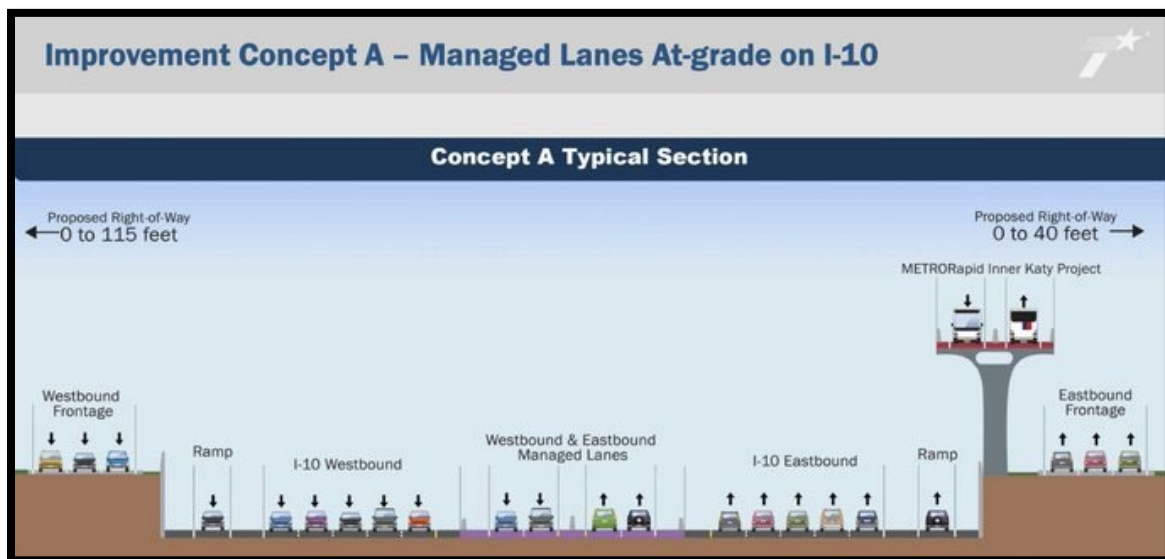 Improvement Concept A – Managed Lanes At-grade on I-10
Concept A Typical Section
Proposed Right-of-Way
0 to 115 feet
Proposed Right-of-Way
0 to 40 feet
METRORapid Inner Katy Project
Westbound
Frontage
Ramp
I-10 Westbound
Westbound & Eastbound
Managed Lanes
I-10 Eastbound
Ramp
Eastbound
Frontage